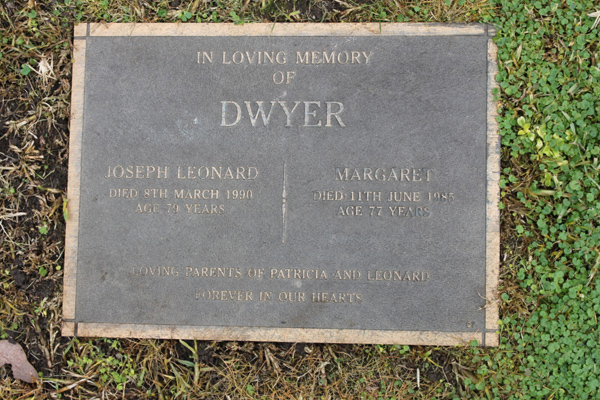 IN LOVING MEMORY
OF
DWYER
JOSEPH LEONARD
DIED 8TH MARCH 1990
AGE 79 YEARS
MARGARET
DIED 11TH JUNE 1985
AGE 77 YEARS
LOVING PARENTS OF PATRICIA AND LEONARD
FOREVER IN OUR HEARTS